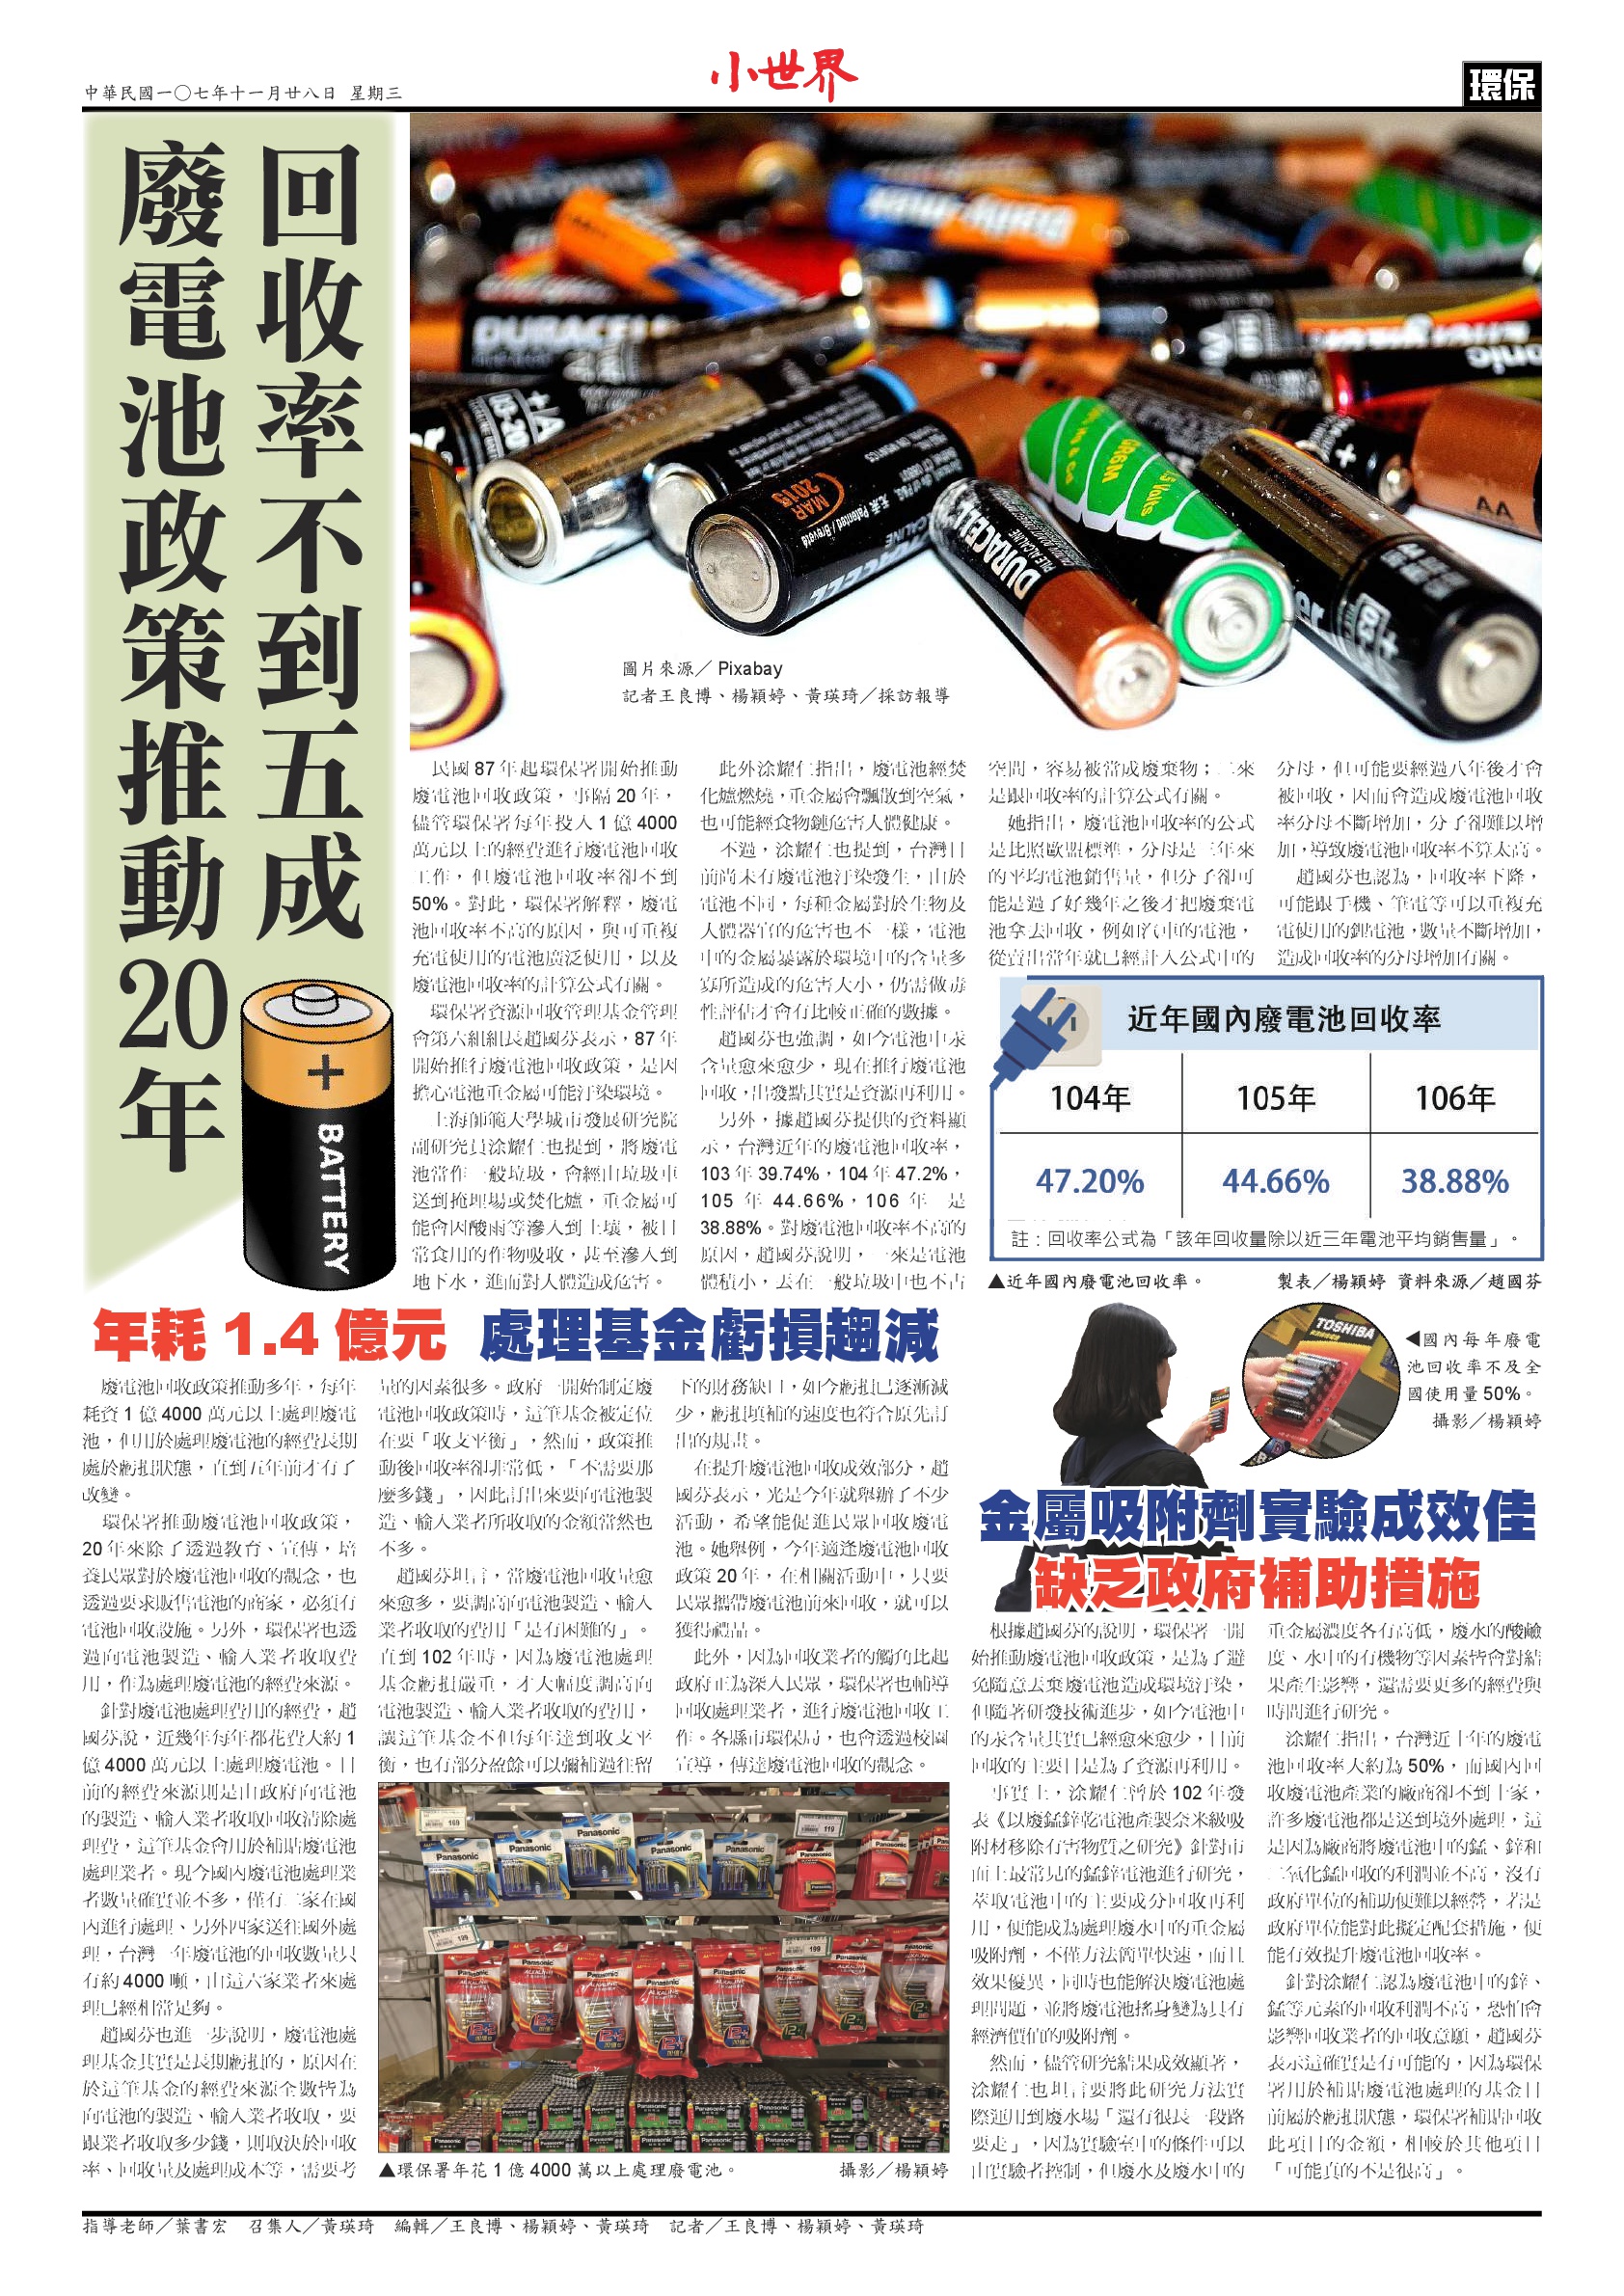 中華民國一〇七年十一月廿八日 星期三
小世界
環保
回收率不到五成
廢電池政策推動20年
BATTERY
圖片來源／Pixabay
記者王良博、楊穎婷、黃瑛琦／採訪報導
民國87年起環保署開始推動
廢電池回收政策，事隔20年，
儘管環保署每年投入1億4000
萬元以上的經費進行廢電池回收
工作，但廢電池回收率卻不到
50%。對此，環保署解釋，廢電
池回收率不高的原因，與可重複
充電使用的電池廣泛使用，以及
廢電池回收率的計算公式有關。
環保署資源回收管理基金管理
會第六組組長趙國芬表示，87年
開始推行廢電池回收政策，是因
擔心電池重金屬可能汙染環境。
上海師範大學城市發展研究院
副研究員涂耀仁也提到，將廢電
池當作一般垃圾，會經由垃圾車
送到掩埋場或焚化爐，重金屬可
能會因酸雨等滲入到土壤，被日
常食用的作物吸收，甚至滲入到
地下水，進而對人體造成危害。
此外涂耀仁指出，廢電池經焚
化爐燃燒，重金屬會飄散到空氣，
也可能經食物鏈危害人體健康。
不過，涂耀仁也提到，台灣目
前尚未有廢電池汙染發生，由於
電池不同，每種金屬對於生物及
人體器官的危害也不一樣，電池
中的金屬暴露於環境中的含量多
寡所造成的危害大小，仍需做毒
性評估才會有比較正確的數據。
趙國芬也強調，如今電池中汞
含量愈來愈少，現在推行廢電池
回收，出發點其實是資源再利用。
另外，據趙國芬提供的資料顯
示，台灣近年的廢電池回收率，
103年39.74%，104年47.2%，
105年44.66%，106年是
38.88%。對廢電池回收率不高的
原因，趙國芬說明，一來是電池
體積小，丟在一般垃圾中也不占
空間，容易被當成廢棄物；二來
是跟回收率的計算公式有關。
她指出，廢電池回收率的公式
是比照歐盟標準，分母是三年來
的平均電池銷售量，但分子卻可
能是過了好幾年之後才把廢棄電
池拿去回收，例如汽車的電池，
從賣出當年就已經計入公式中的
分母，但可能要經過八年後才會
被回收，因而會造成廢電池回收
率分母不斷增加，分子卻難以增
加，導致廢電池回收率不算太高。
趙國芬也認為，回收率下降，
可能跟手機、筆電等可以重複充
電使用的鋰電池，數量不斷增加，
造成回收率的分母增加有關。
近年國內廢電池回收率
104年 105年 106年
47.20% 44.66% 38.88%
註：回收率公式為「該年回收量除以近三年電池平均銷售量」。
▲近年國內廢電池回收率。 製表／楊穎婷 資料來源／趙國芬
年耗1.4億元 處理基金虧損趨減
廢電池回收政策推動多年，每年
耗資1億4000萬元以上處理廢電
池，但用於處理廢電池的經費長期
處於虧損狀態，直到五年前才有了
改變。
環保署推動廢電池回收政策，
20年來除了透過教育、宣傳，培
養民眾對於廢電池回收的觀念，也
透過要求販售電池的商家，必須有
電池回收設施。另外，環保署也透
過向電池製造、輸入業者收取費
用，作為處理廢電池的經費來源。
針對廢電池處理費用的經費，趙
國芬說，近幾年每年都花費大約1
億4000萬元以上處理廢電池。目
前的經費來源則是由政府向電池
的製造、輸入業者收取回收清除處
理費，這筆基金會用於補貼廢電池
處理業者。現今國內廢電池處理業
者數量確實並不多，僅有二家在國
內進行處理、另外四家送往國外處
理，台灣一年廢電池的回收數量只
有約4000噸，由這六家業者來處
理已經相當足夠。
趙國芬也進一步說明，廢電池處
理基金其實是長期虧損的，原因在
於這筆基金的經費來源全數皆為
向電池的製造、輸入業者收取，要
跟業者收取多少錢，則取決於回收
率、回收量及處理成本等，需要考
量的因素很多。政府一開始制定廢
電池回收政策時，這筆基金被定位
在要「收支平衡」，然而，政策推
動後回收率卻非常低，「不需要那
麼多錢」，因此訂出來要向電池製
造、輸入業者所收取的金額當然也
不多。
趙國芬坦言，當廢電池回收量愈
來愈多，要調高向電池製造、輸入
業者收取的費用「是有困難的」。
直到102年時，因為廢電池處理
基金虧損嚴重，才大幅度調高向
電池製造、輸入業者收取的費用，
讓這筆基金不但每年達到收支平
衡，也有部分盈餘可以彌補過往留
下的財務缺口，如今虧損已逐漸減
少，虧損填補的速度也符合原先訂
出的規畫。
在提升廢電池回收成效部分，趙
國芬表示，光是今年就舉辦了不少
活動，希望能促進民眾回收廢電
池。她舉例，今年適逢廢電池回收
政策20年，在相關活動中，只要
民眾攜帶廢電池前來回收，就可以
獲得禮品。
此外，因為回收業者的觸角比起
政府更為深入民眾，環保署也輔導
回收處理業者，進行廢電池回收工
作。各縣市環保局，也會透過校園
宣導，傳達廢電池回收的觀念。
Panasonic
▲環保署年花1億4000萬以上處理廢電池。 攝影／楊穎婷
TOSHIBA
◀國內每年廢電
池回收率不及全
國使用量50%。
攝影／楊穎婷
金屬吸附劑實驗成效佳
缺乏政府補助措施
根據趙國芬的說明，環保署一開
始推動廢電池回收政策，是為了避
免隨意丟棄廢電池造成環境汙染，
但隨著研發技術進步，如今電池中
的汞含量其實已經愈來愈少，目前
回收的主要目是為了資源再利用。
事實上，涂耀仁曾於102年發
表《以廢錳鋅乾電池產製奈米級吸
附材移除有害物質之研究》針對市
面上最常見的錳鋅電池進行研究，
萃取電池中的主要成分回收再利
用，便能成為處理廢水中的重金屬
吸附劑，不僅方法簡單快速，而且
效果優異，同時也能解決廢電池處
理問題，並將廢電池搖身變為具有
經濟價值的吸附劑。
然而，儘管研究結果成效顯著，
涂耀仁也坦言要將此研究方法實
際運用到廢水場「還有很長一段路
要走」，因為實驗室中的條件可以
由實驗者控制，但廢水及廢水中的
重金屬濃度各有高低，廢水的酸鹼
度、水中的有機物等因素皆會對結
果產生影響，還需要更多的經費與
時間進行研究。
涂耀仁指出，台灣近十年的廢電
池回收率大約為50%，而國內回
收廢電池產業的廠商卻不到十家，
許多廢電池都是送到境外處理，這
是因為廠商將廢電池中的錳、鋅和
二氧化錳回收的利潤並不高，沒有
政府單位的補助便難以經營，若是
政府單位能對此擬定配套措施，便
能有效提升廢電池回收率。
針對涂耀仁認為廢電池中的鋅、
錳等元素的回收利潤不高，恐怕會
影響回收業者的回收意願，趙國芬
表示這確實是有可能的，因為環保
署用於補貼廢電池處理的基金目
前屬於虧損狀態，環保署補貼回收
此項目的金額，相較於其他項目
「可能真的不是很高」。
指導老師／葉書宏 召集人／黃瑛琦 編輯／王良博、楊穎婷、黃瑛琦 記者／王良博、楊穎婷、黃瑛琦